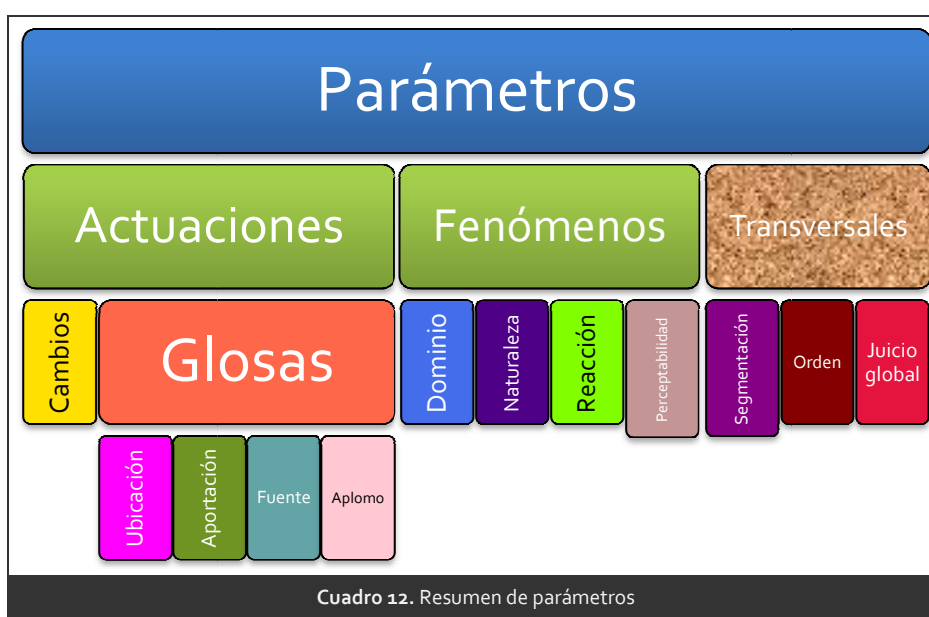 Parámetros
Actuaciones
Fenómenos
Transversales
Cambios
Glosas
Dominio
Naturaleza
Reacción
Perceptabilidad
Segmentación
Orden
Juicio
global
Ubicación
Aportación
Fuente
Aplomo
Cuadro 12. Resumen de parámetros